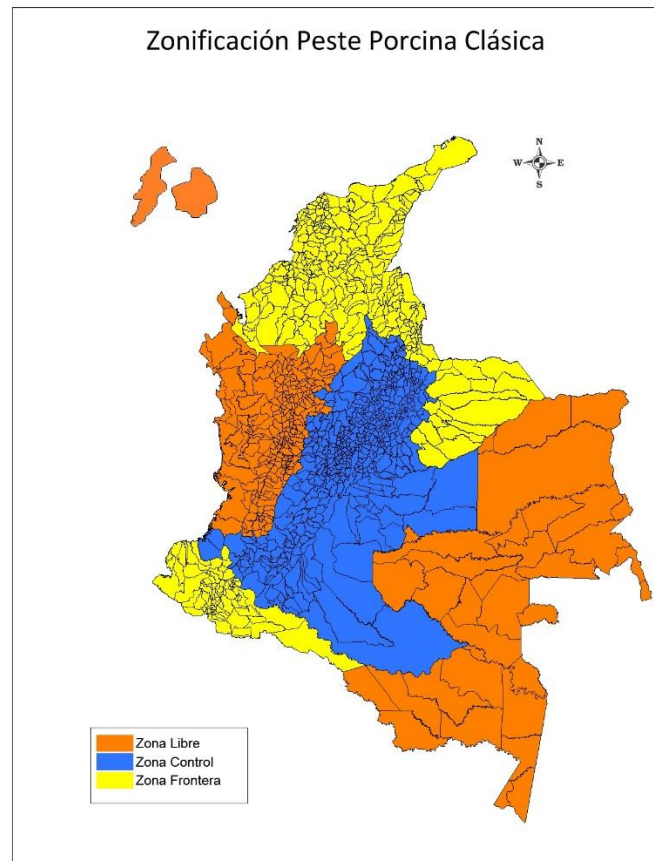 Zonificación Peste Porcina Clásica
N
W E
S
Zona Libre
Zona Control
Zona Frontera